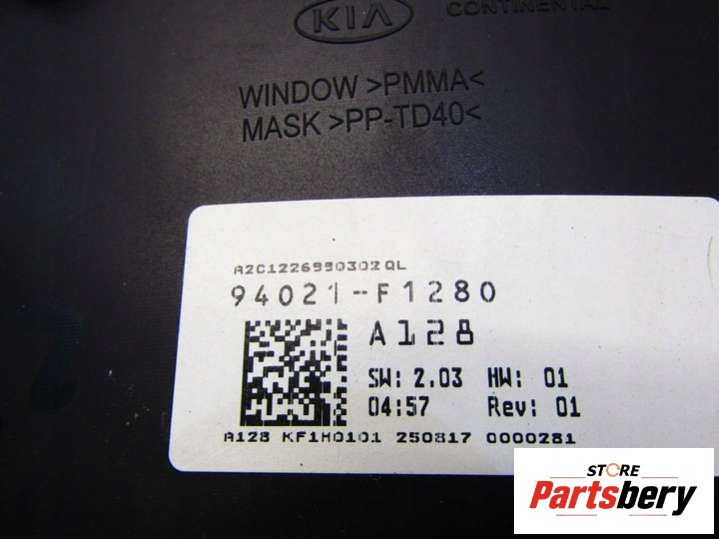 KIA
CONTINENTAL
WINDOW >PMMA<
MASK >PP-TD40<
A2C1226990302QL
94021-F1280
A128
SW: 2.03 HW: 01
04:57 Rev: 01
A128 KF1H0101 250817 0000281
STORE
Partsbery